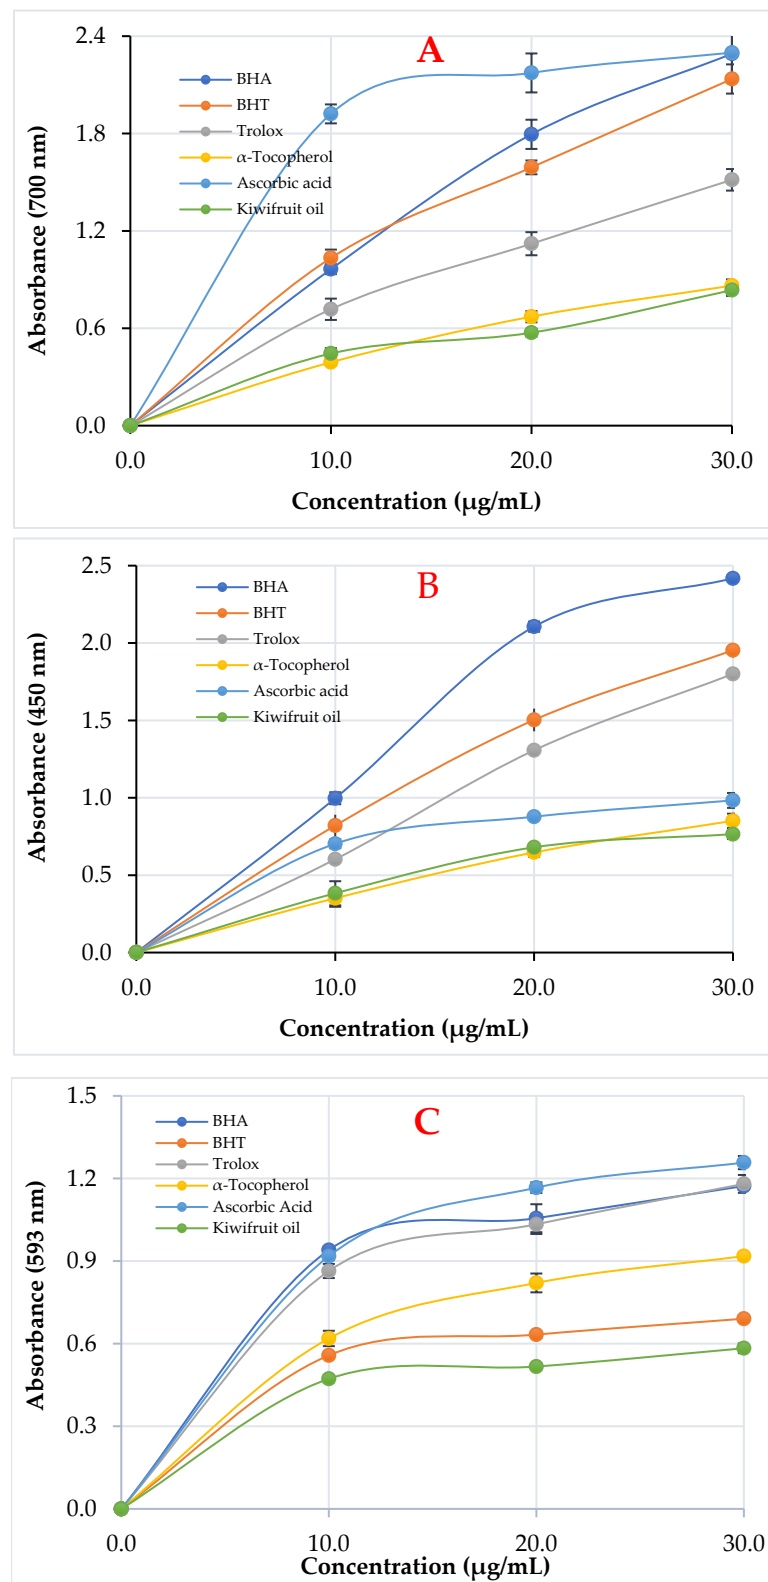 A
BHA
BHT
Trolox
α-Tocopherol
Ascorbic acid
Kiwifruit oil
Absorbance (700 nm)
2.4
1.8
1.2
0.6
0.0
0.0 10.0 20.0 30.0
Concentration (µg/mL)
B
BHA
BHT
Trolox
α-Tocopherol
Ascorbic acid
Kiwifruit oil
Absorbance (450 nm)
2.5
2.0
1.5
1.0
0.5
0.0
0.0 10.0 20.0 30.0
Concentration (µg/mL)
C
BHA
BHT
Trolox
α-Tocopherol
Ascorbic Acid
Kiwifruit oil
Absorbance (593 nm)
1.5
1.2
0.9
0.6
0.3
0.0
0.0 10.0 20.0 30.0
Concentration (µg/mL)